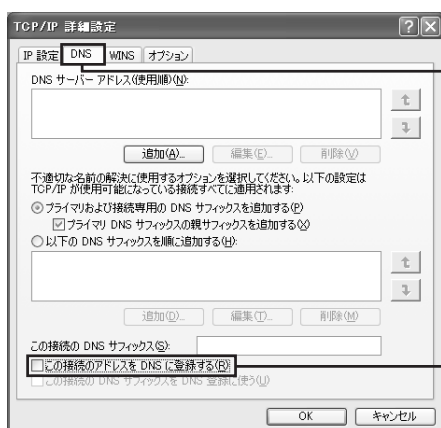 TCP/IP 詳細設定
IP 設定 DNS WINS オプション
DNS サーバー アドレス(使用順)(N):
追加(A)... 編集(E)... 削除(V)
不適切な名前の解決に使用するオプションを選択してください。以下の設定は
TCP/IP が使用可能になっている接続すべてに適用されます:
プライマリおよび接続専用の DNS サフィックスを追加する(P)
プライマリ DNS サフィックスの親サフィックスを追加する(X)
以下の DNS サフィックスを順に追加する(H):
追加(D)... 編集(T)... 削除(M)
この接続の DNS サフィックス(S):
この接続のアドレスを DNS に登録する(R)
この接続の DNS サフィックスを DNS 登録に使う(U)
OK キャンセル